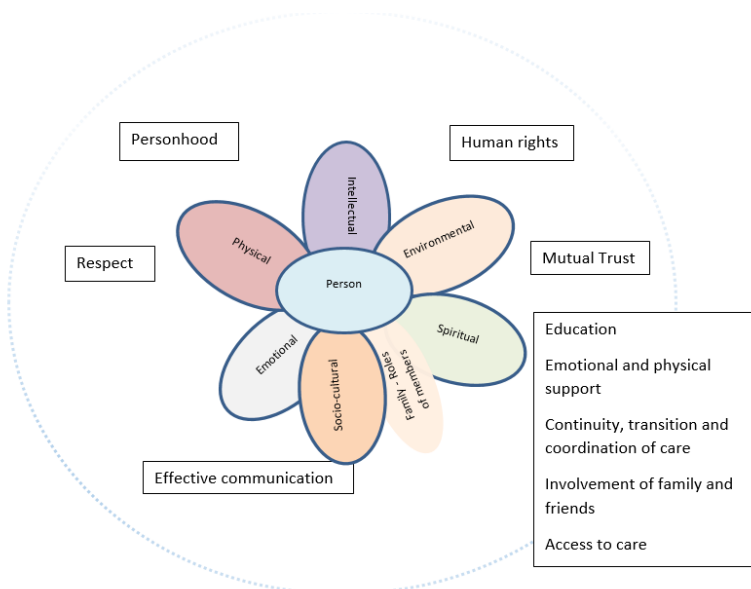 Personhood
Human rights
Intellectual
Physical
Environmental
Respect
Mutual Trust
Person
Education
Spiritual
Emotional
Socio-cultural
Family - Roles
of members
Emotional and physical
support
Continuity, transition and
coordination of care
Effective communication
Involvement of family and
friends
Access to care